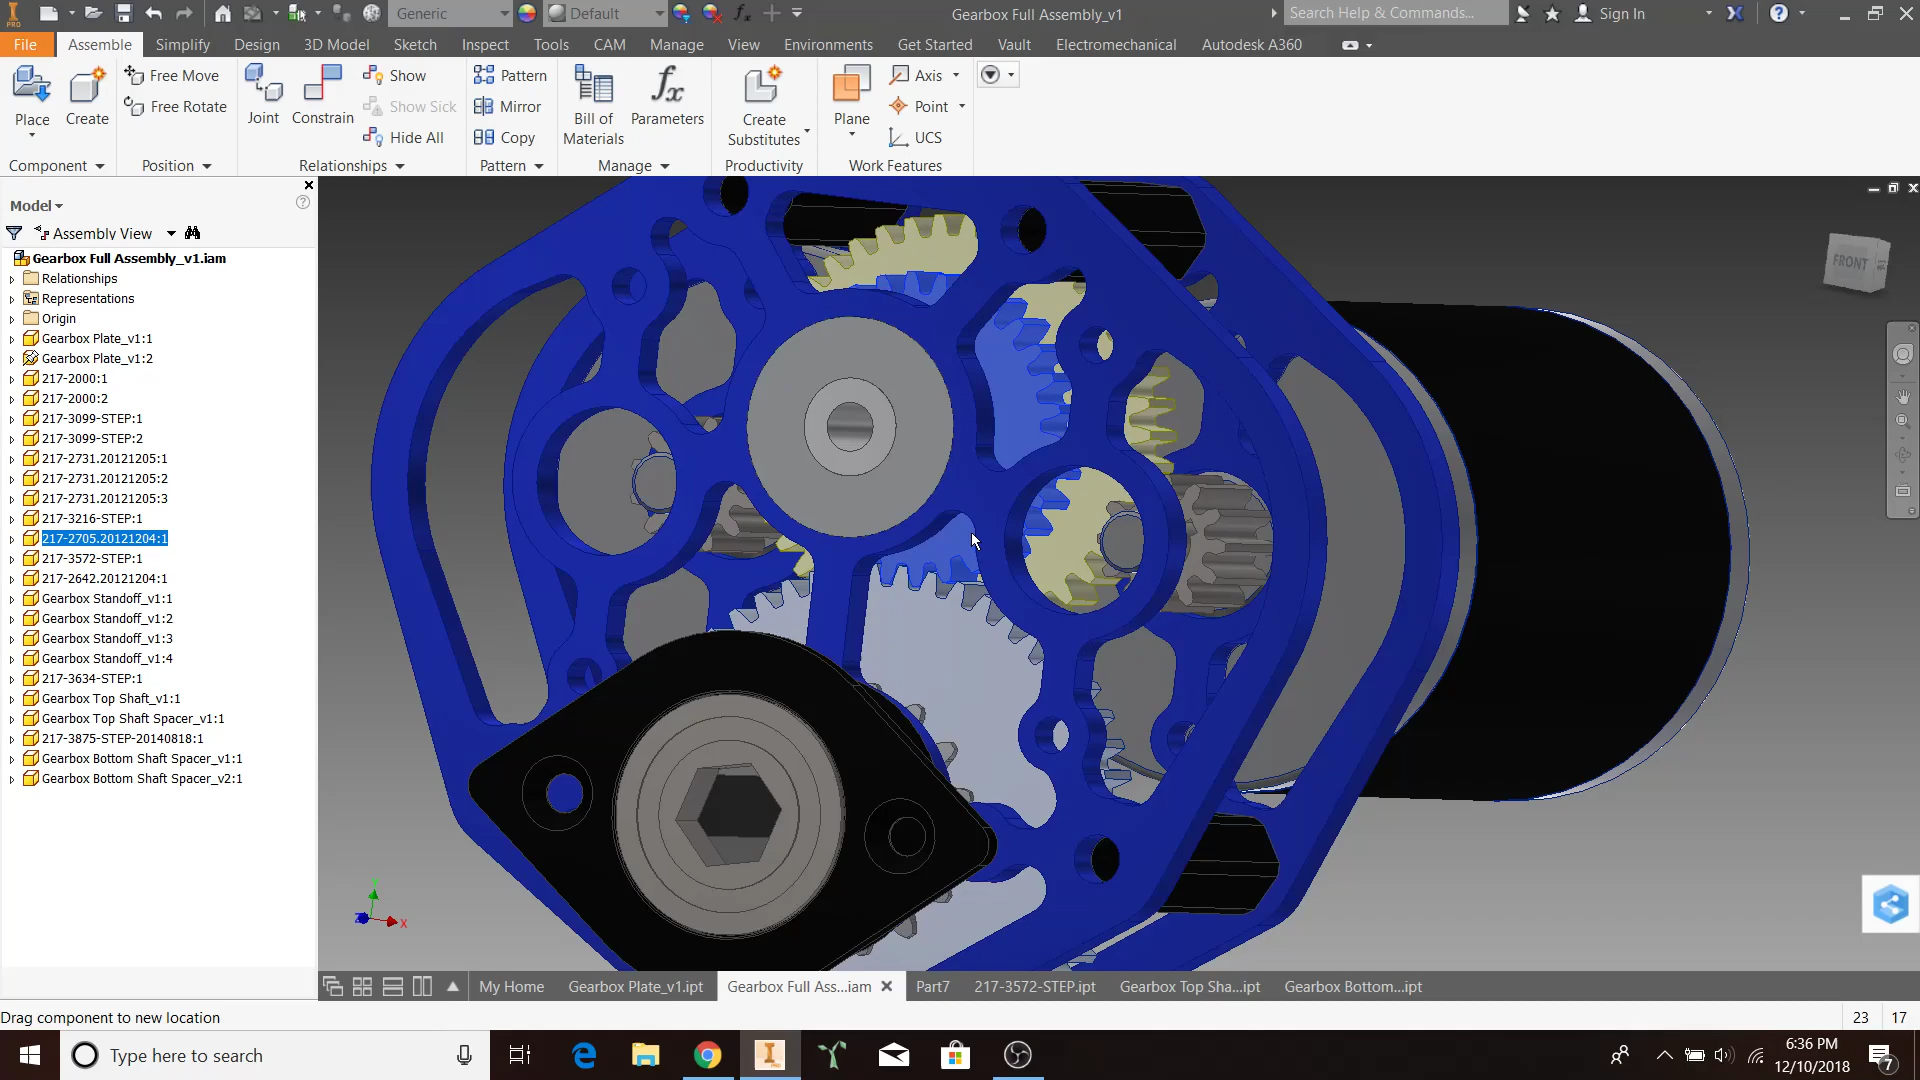 PRO
Generic
Default
Gearbox Full Assembly_v1
Search Help & Commands...
Sign In
File
Assemble
Simplify
Design
3D Model
Sketch
Inspect
Tools
CAM
Manage
View
Environments
Get Started
Vault
Electromechanical
Autodesk A360
Place
Create
Free Move
Free Rotate
Joint
Constrain
Show
Show Sick
Hide All
Pattern
Mirror
Copy
Bill of
Materials
Parameters
Create
Substitutes
Plane
Axis
Point
UCS
Component
Position
Relationships
Pattern
Manage
Productivity
Work Features
Model
Assembly View
Gearbox Full Assembly_v1.iam
Relationships
Representations
Origin
Gearbox Plate_v1:1
Gearbox Plate_v1:2
217-2000:1
217-2000:2
217-3099-STEP:1
217-3099-STEP:2
217-2731.20121205:1
217-2731.20121205:2
217-2731.20121205:3
217-3216-STEP:1
217-2705.20121204:1
217-3572-STEP:1
217-2642.20121204:1
Gearbox Standoff_v1:1
Gearbox Standoff_v1:2
Gearbox Standoff_v1:3
Gearbox Standoff_v1:4
217-3634-STEP:1
Gearbox Top Shaft_v1:1
Gearbox Top Shaft Spacer_v1:1
217-3875-STEP-20140818:1
Gearbox Bottom Shaft Spacer_v1:1
Gearbox Bottom Shaft Spacer_v2:1
FRONT
X
My Home
Gearbox Plate_v1.ipt
Gearbox Full Ass...iam
Part7
217-3572-STEP.ipt
Gearbox Top Sha...ipt
Gearbox Bottom...ipt
Drag component to new location
23
17
Type here to search
6:36 PM
12/10/2018
7